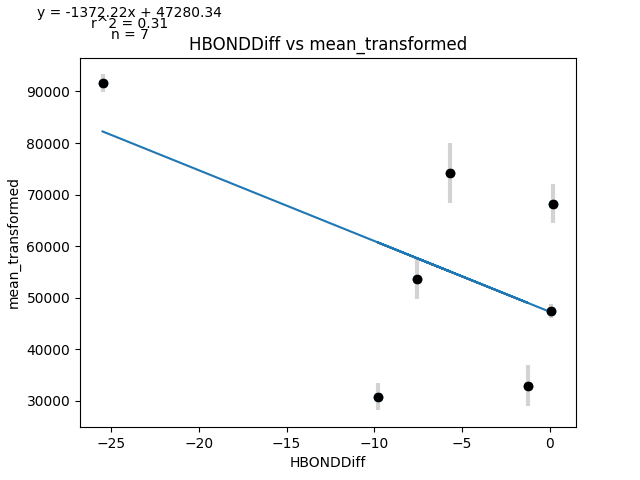 y = -1372.22x + 47280.34
r^2 = 0.31
n = 7
HBONDDiff vs mean_transformed
90000
80000
70000
60000
50000
40000
30000
mean_transformed
−25
−20
−15
−10
−5
0
HBONDDiff